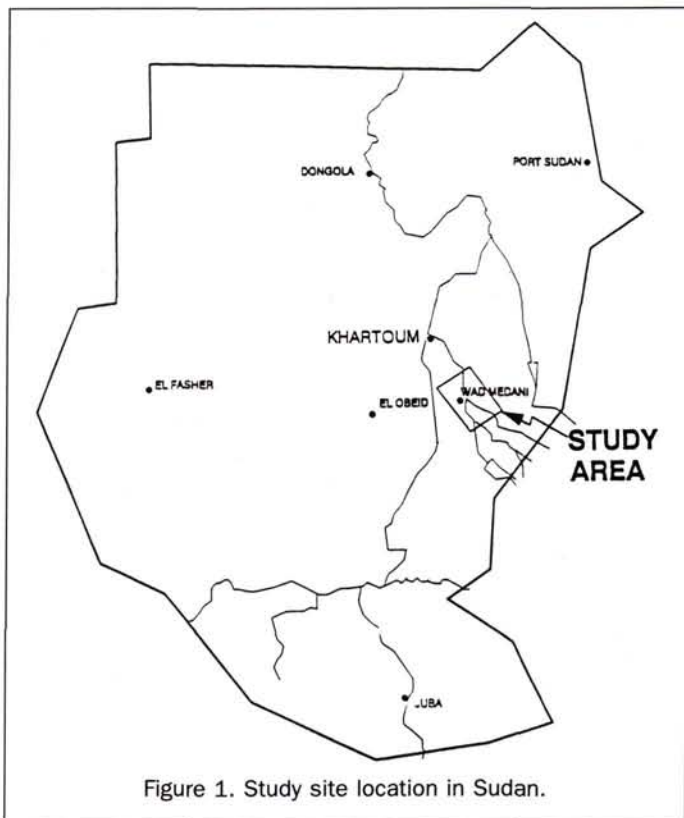 DONGOLA
PORT SUDAN
KHARTOUM
EL FASHER
EL OBEID
WAD MEDANI
STUDY
AREA
JUBA
Figure 1. Study site location in Sudan.